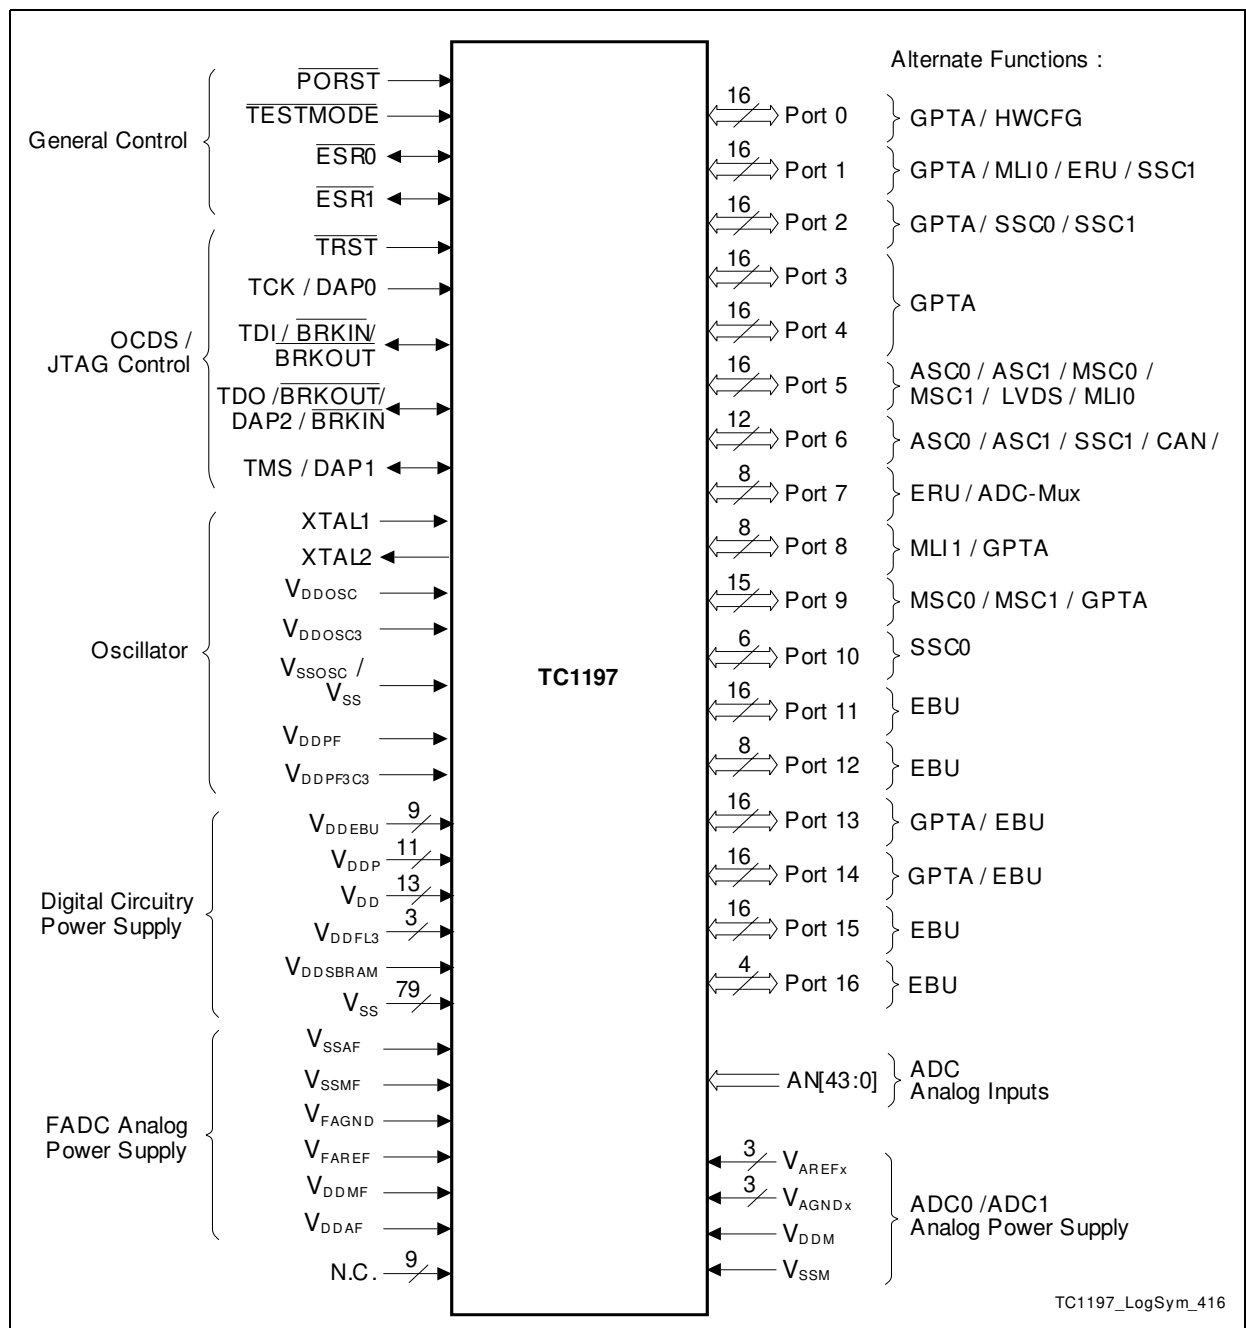 Alternate Functions :
General Control
PORST
TESTMODE
ESR0
ESR1
OCDS /
JTAG Control
TRST
TCK / DAP0
TDI / BRKIN/
BRKOUT
TDO /BRKOUT/
DAP2 / BRKIN
TMS / DAP1
Oscillator
XTAL1
XTAL2
VDDOSC
VDDOSC3
VSSOSC /
VSS
VDDPF
VDDPF3C3
Digital Circuitry
Power Supply
VDDEBU 9
VDDP 11
VDD 13
VDDFL3 3
VDDSBRAM
VSS 79
FADC Analog
Power Supply
VSSAF
VSSMF
VFAGND
VFAREF
VDDMF
VDDAF
N.C. 9
TC1197
16 Port 0 GPTA / HWCFG
16 Port 1 GPTA / MLI0 / ERU / SSC1
16 Port 2 GPTA / SSC0 / SSC1
16 Port 3
16 Port 4
GPTA
16 Port 5 ASC0 / ASC1 / MSC0 /
MSC1 / LVDS / MLI0
12 Port 6 ASC0 / ASC1 / SSC1 / CAN /
8 Port 7 ERU / ADC-Mux
8 Port 8 MLI1 / GPTA
15 Port 9 MSC0 / MSC1 / GPTA
6 Port 10 SSC0
16 Port 11 EBU
8 Port 12 EBU
16 Port 13 GPTA / EBU
16 Port 14 GPTA / EBU
16 Port 15 EBU
4 Port 16 EBU
AN[43:0] ADC
Analog Inputs
3 VAREFx
3 VAGNDx
VDDM
VSSM
ADC0 /ADC1
Analog Power Supply
TC1197_LogSym_416